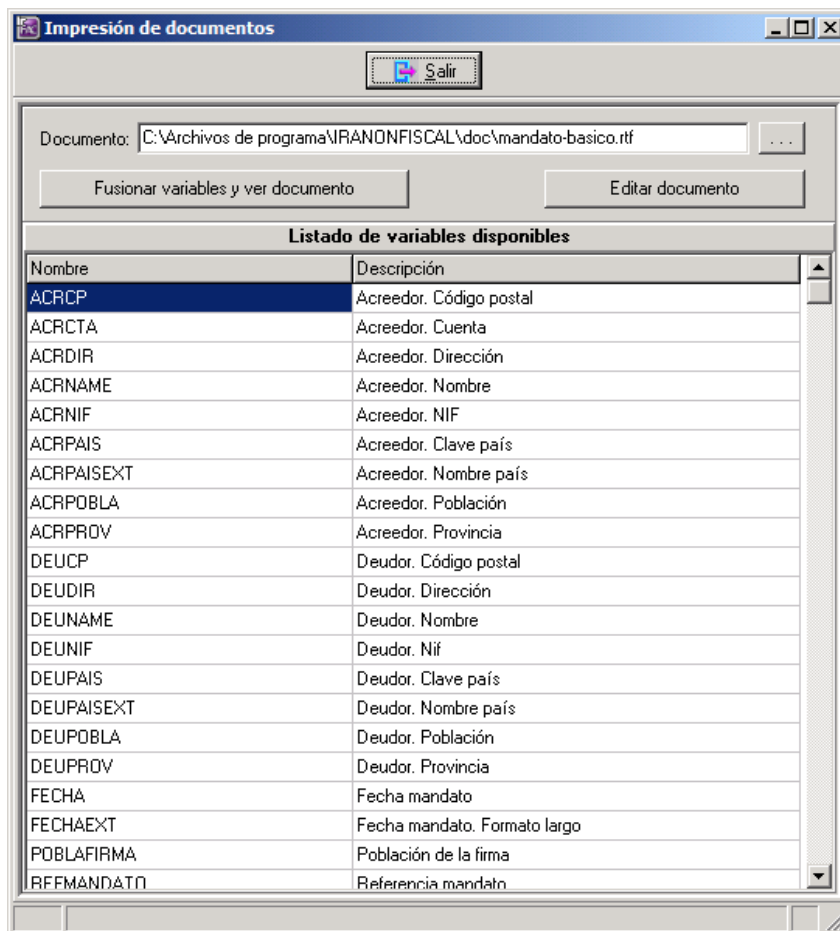 Impresión de documentos
Salir
Documento: C:\Archivos de programa\IRANONFISCAL\doc\mandato-basico.rtf ...
Fusionar variables y ver documento Editar documento
Listado de variables disponibles
Nombre Descripción
ACRCP Acreedor. Código postal
ACRCTA Acreedor. Cuenta
ACRDIR Acreedor. Dirección
ACRNAME Acreedor. Nombre
ACRNIF Acreedor. NIF
ACRPAIS Acreedor. Clave país
ACRPAISEXT Acreedor. Nombre país
ACRPOBLA Acreedor. Población
ACRPROV Acreedor. Provincia
DEUCP Deudor. Código postal
DEUDIR Deudor. Dirección
DEUNAME Deudor. Nombre
DEUNIF Deudor. Nif
DEUPAIS Deudor. Clave país
DEUPAISEXT Deudor. Nombre país
DEUPOBLA Deudor. Población
DEUPROV Deudor. Provincia
FECHA Fecha mandato
FECHAEXT Fecha mandato. Formato largo
POBLAFIRMA Población de la firma
REFMANDATO Referencia mandato